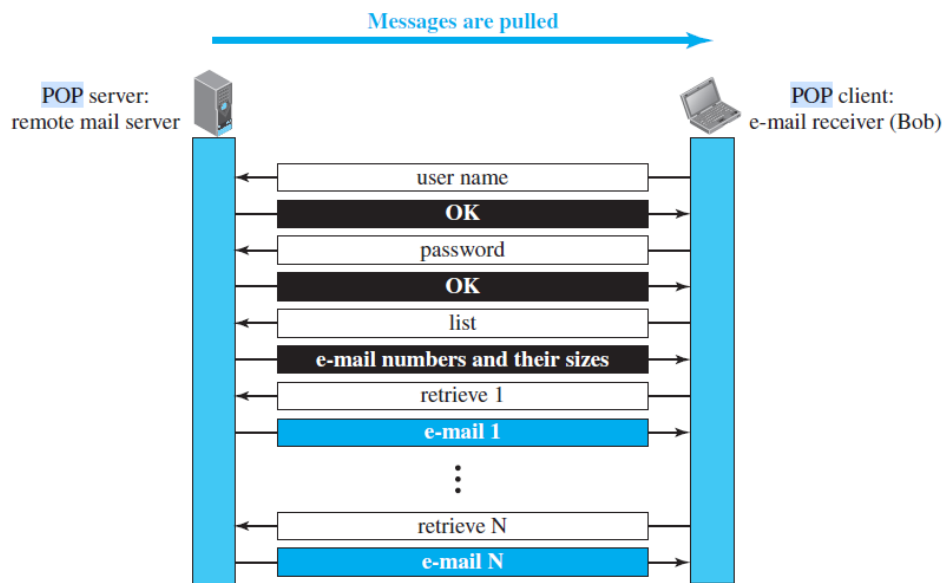 Messages are pulled
POP server:
remote mail server
POP client:
e-mail receiver (Bob)
user name
OK
password
OK
list
e-mail numbers and their sizes
retrieve 1
e-mail 1
retrieve N
e-mail N